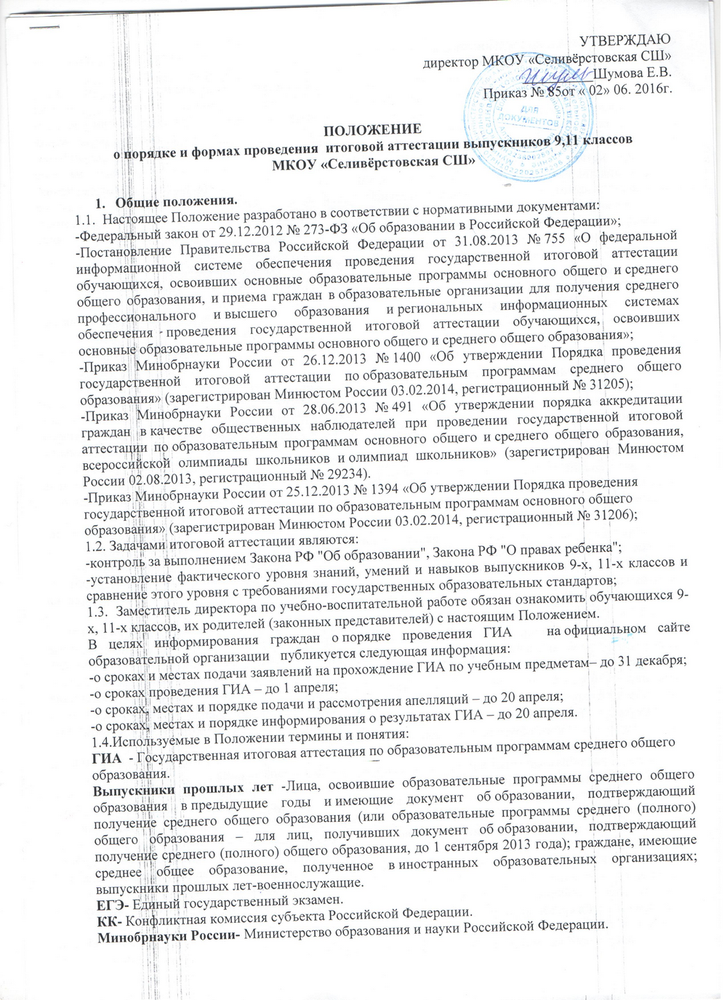 УТВЕРЖДАЮ
директор МКОУ «Селивёрстовская СШ»
Шумова Е.В.
Приказ № 85от « 02» 06. 2016г.
ДЛЯ
ДОКУМЕНТОВ
ПОЛОЖЕНИЕ
о порядке и формах проведения итоговой аттестации выпускников 9,11 классов
МКОУ «Селивёрстовская СШ»
1. Общие положения.
1.1. Настоящее Положение разработано в соответствии с нормативными документами:
-Федеральный закон от 29.12.2012 № 273-ФЗ «Об образовании в Российской Федерации»;
-Постановление Правительства Российской Федерации от 31.08.2013 № 755 «О федеральной
информационной системе обеспечения проведения государственной итоговой аттестации
обучающихся, освоивших основные образовательные программы основного общего и среднего
общего образования, и приема граждан в образовательные организации для получения среднего
профессионального и высшего образования и региональных информационных системах
обеспечения проведения государственной итоговой аттестации обучающихся, освоивших
основные образовательные программы основного общего и среднего общего образования»;
-Приказ Минобрнауки России от 26.12.2013 № 1400 «Об утверждении Порядка проведения
государственной итоговой аттестации по образовательным программам среднего общего
образования» (зарегистрирован Минюстом России 03.02.2014, регистрационный № 31205);
-Приказ Минобрнауки России от 28.06.2013 № 491 «Об утверждении порядка аккредитации
граждан в качестве общественных наблюдателей при проведении государственной итоговой
аттестации по образовательным программам основного общего и среднего общего образования,
всероссийской олимпиады школьников и олимпиад школьников» (зарегистрирован Минюстом
России 02.08.2013, регистрационный № 29234).
-Приказ Минобрнауки России от 25.12.2013 № 1394 «Об утверждении Порядка проведения
государственной итоговой аттестации по образовательным программам основного общего
образования» (зарегистрирован Минюстом России 03.02.2014, регистрационный № 31206);
1.2. Задачами итоговой аттестации являются:
-контроль за выполнением Закона РФ "Об образовании", Закона РФ "О правах ребенка";
-установление фактического уровня знаний, умений и навыков выпускников 9-х, 11-х классов и
сравнение этого уровня с требованиями государственных образовательных стандартов;
1.3. Заместитель директора по учебно-воспитательной работе обязан ознакомить обучающихся 9-
х, 11-х классов, их родителей (законных представителей) с настоящим Положением.
В целях информирования граждан о порядке проведения ГИА на официальном сайте
образовательной организации публикуется следующая информация:
-о сроках и местах подачи заявлений на прохождение ГИА по учебным предметам– до 31 декабря;
-о сроках проведения ГИА – до 1 апреля;
-о сроках, местах и порядке подачи и рассмотрения апелляций – до 20 апреля;
-о сроках, местах и порядке информирования о результатах ГИА – до 20 апреля.
1.4.Используемые в Положении термины и понятия:
ГИА - Государственная итоговая аттестация по образовательным программам среднего общего
образования.
Выпускники прошлых лет -Лица, освоившие образовательные программы среднего общего
образования в предыдущие годы и имеющие документ об образовании, подтверждающий
получение среднего общего образования (или образовательные программы среднего (полного)
общего образования – для лиц, получивших документ об образовании, подтверждающий
получение среднего (полного) общего образования, до 1 сентября 2013 года); граждане, имеющие
среднее общее образование, полученное в иностранных образовательных организациях;
выпускники прошлых лет-военнослужащие.
ЕГЭ- Единый государственный экзамен.
КК- Конфликтная комиссия субъекта Российской Федерации.
Минобрнауки России- Министерство образования и науки Российской Федерации.